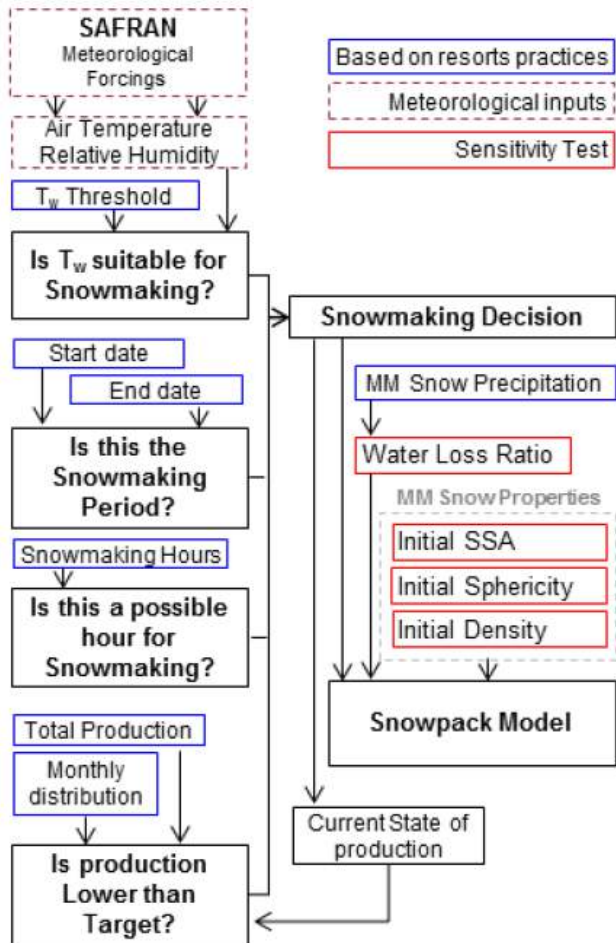 SAFRAN
Meteorological
Forcings
Based on resorts practices
Meteorological inputs
Sensitivity Test
Air Temperature
Relative Humidity
Tw Threshold
Is Tw suitable for
Snowmaking?
Snowmaking Decision
Start date
End date
Is this the
Snowmaking
Period?
MM Snow Precipitation
Water Loss Ratio
MM Snow Properties
Initial SSA
Initial Sphericity
Initial Density
Snowmaking Hours
Is this a possible
hour for
Snowmaking?
Snowpack Model
Total Production
Monthly
distribution
Current State of
production
Is production
Lower than
Target?